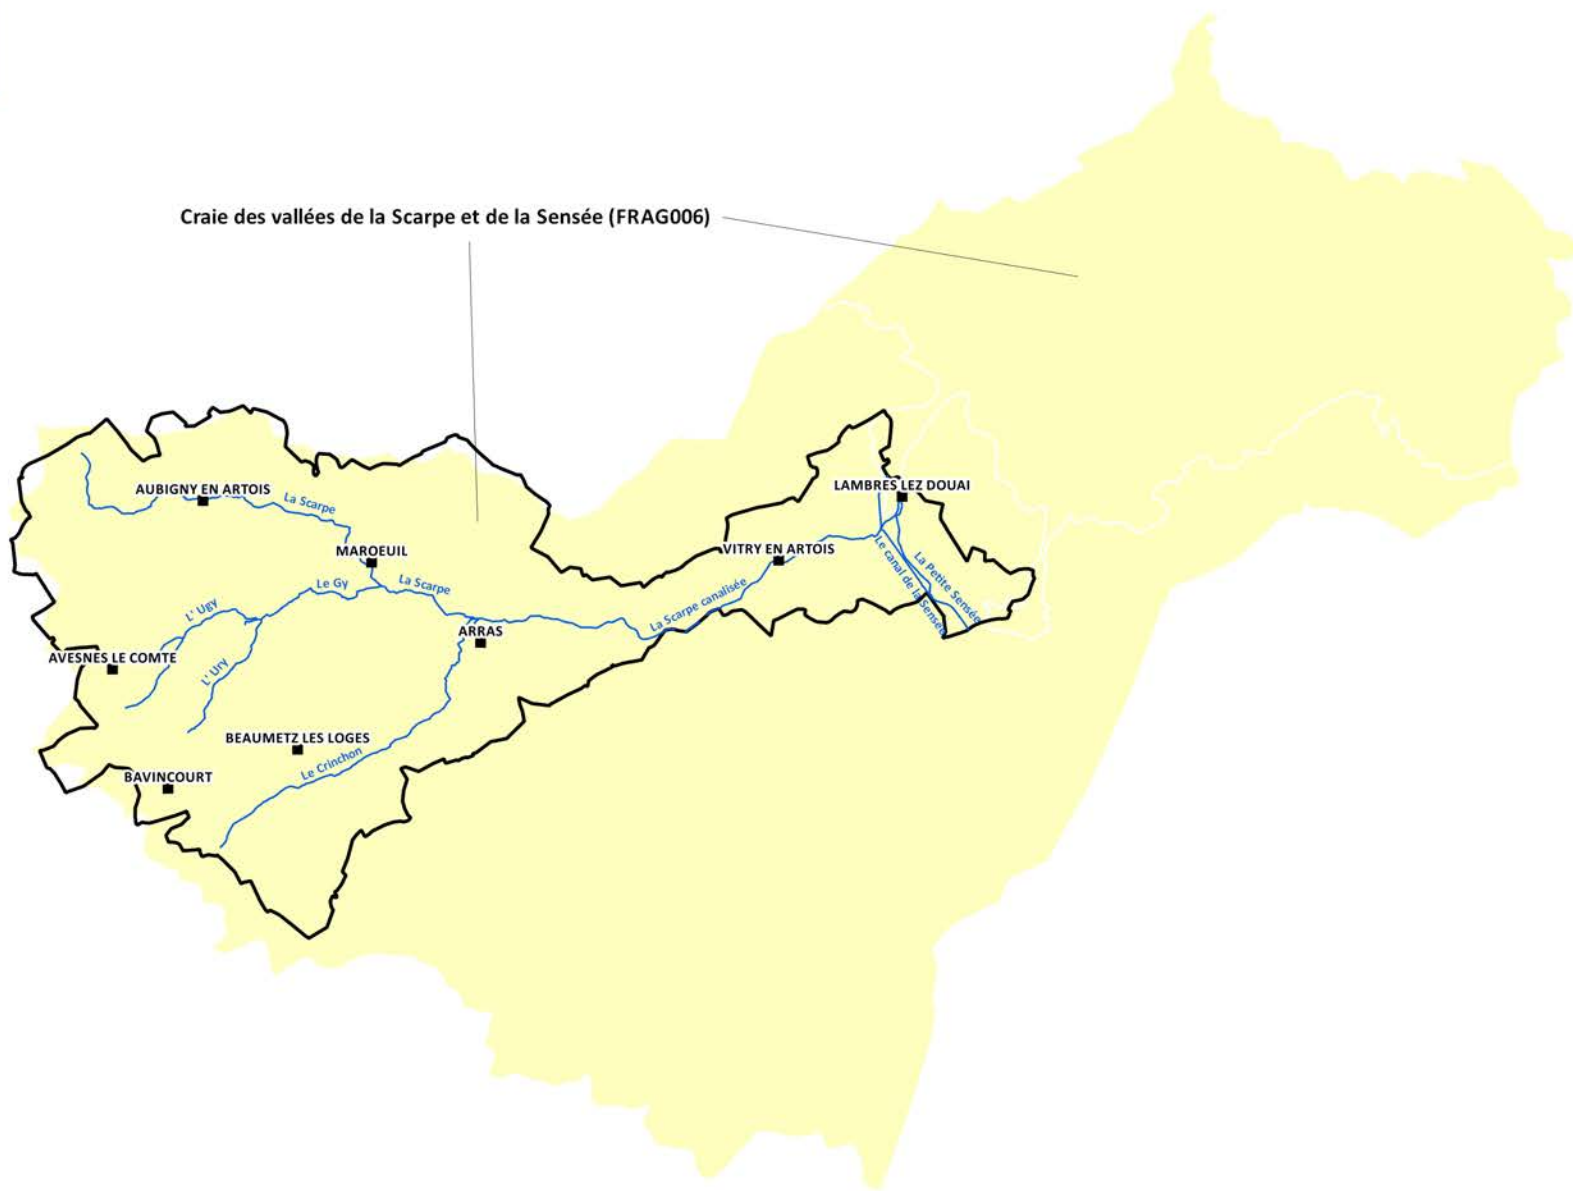 Craie des vallées de la Scarpe et de la Sensée (FRAG006)
AUBIGNY EN ARTOIS
La Scarpe
LAMBRES LEZ DOUAI
MAROEUIL
VITRY EN ARTOIS
Le Gy
La Scarpe
Le canal de la Sensée
La Petite Sensée
L' Ugy
La Scarpe canalisée
ARRAS
AVESNES LE COMTE
L' Ury
BEAUMETZ LES LOGES
Le Crinchon
BAVINCOURT